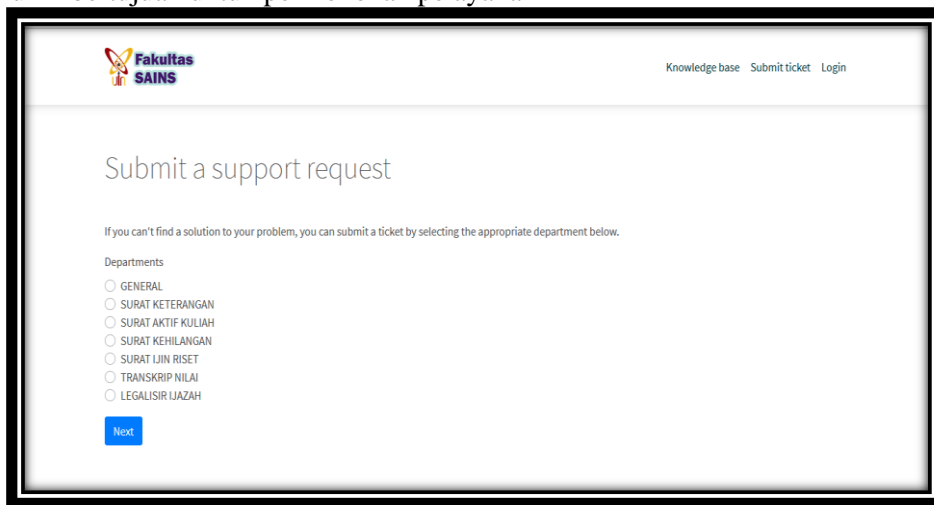 Fakultas
SAINS
uin
Knowledge base Submit ticket Login
Submit a support request
If you can't find a solution to your problem, you can submit a ticket by selecting the appropriate department below.
Departments
GENERAL
SURAT KETERANGAN
SURAT AKTIF KULIAH
SURAT KEHILANGAN
SURAT IJIN RISET
TRANSKRIP NILAI
LEGALISIR IJAZAH
Next